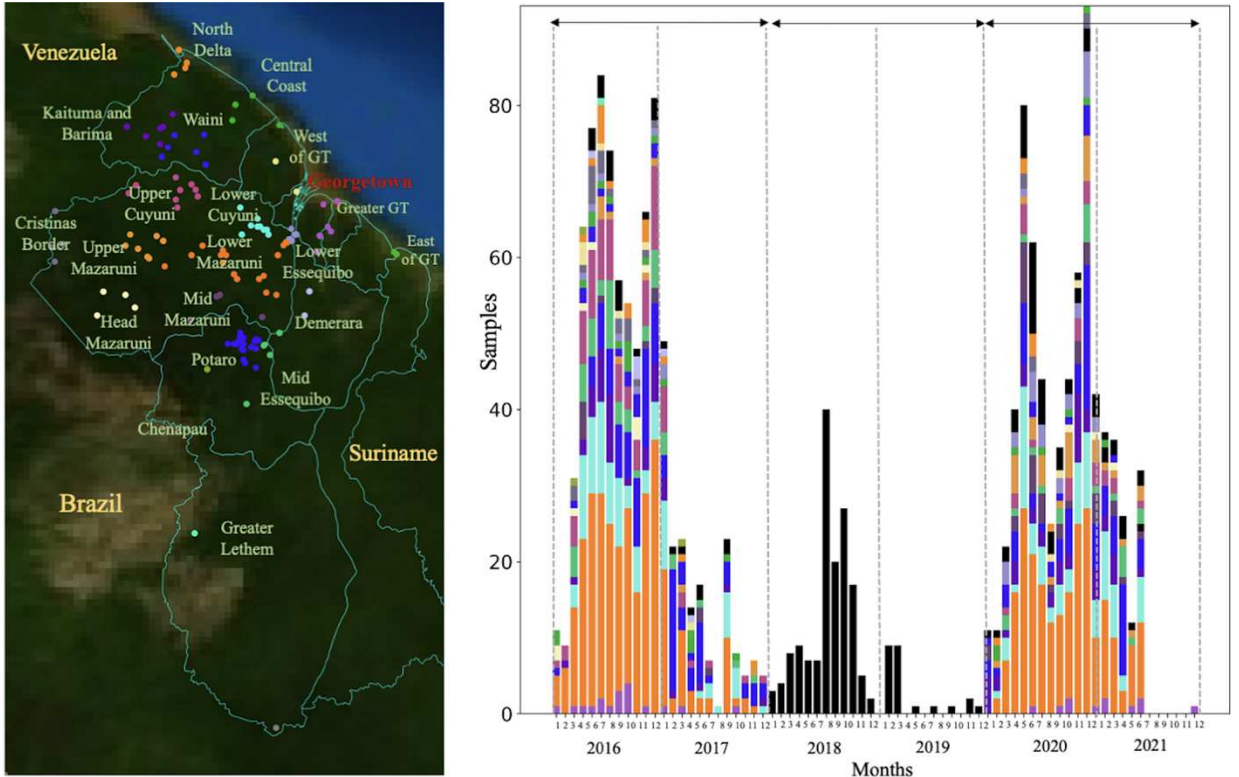 Venezuela
North
Delta
Central
Coast
Kaituma and
Barima
Waini
West
of GT
Georgetown
Upper
Cuyuni
Lower
Cuyuni
Greater GT
Cristinas
Border
Upper
Mazaruni
Lower
Mazaruni
Lower
Essequibo
East
of GT
Head
Mazaruni
Mid
Mazaruni
Demerara
Potaro
Mid
Essequibo
Chenapau
Suriname
Brazil
Greater
Lethem
Samples
80
60
40
20
0
1 2 3 4 5 6 7 8 9 10 11 12 1 2 3 4 5 6 7 8 9 10 11 12 1 2 3 4 5 6 7 8 9 10 11 12 1 2 3 4 5 6 7 8 9 10 11 12 1 2 3 4 5 6 7 8 9 10 11 12 1 2 3 4 5 6 7 8 9 10 11 12
2016 2017 2018 2019 2020 2021
Months